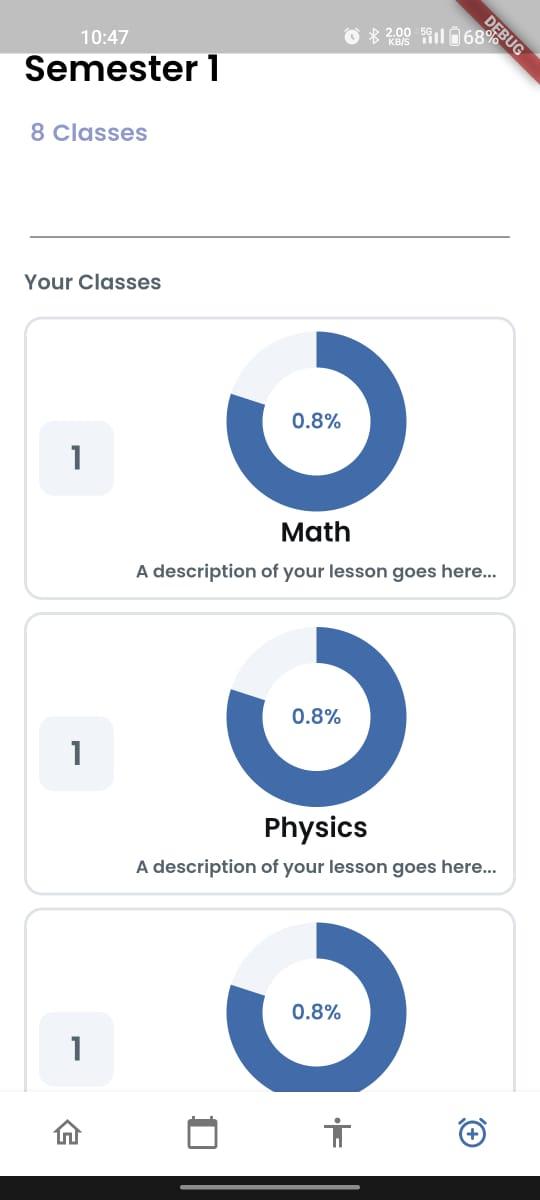 10:47
2.00 KB/S 5G 68%
DEBUG
Semester 1
8 Classes
Your Classes
0.8%
1
Math
A description of your lesson goes here...
0.8%
1
Physics
A description of your lesson goes here...
0.8%
1